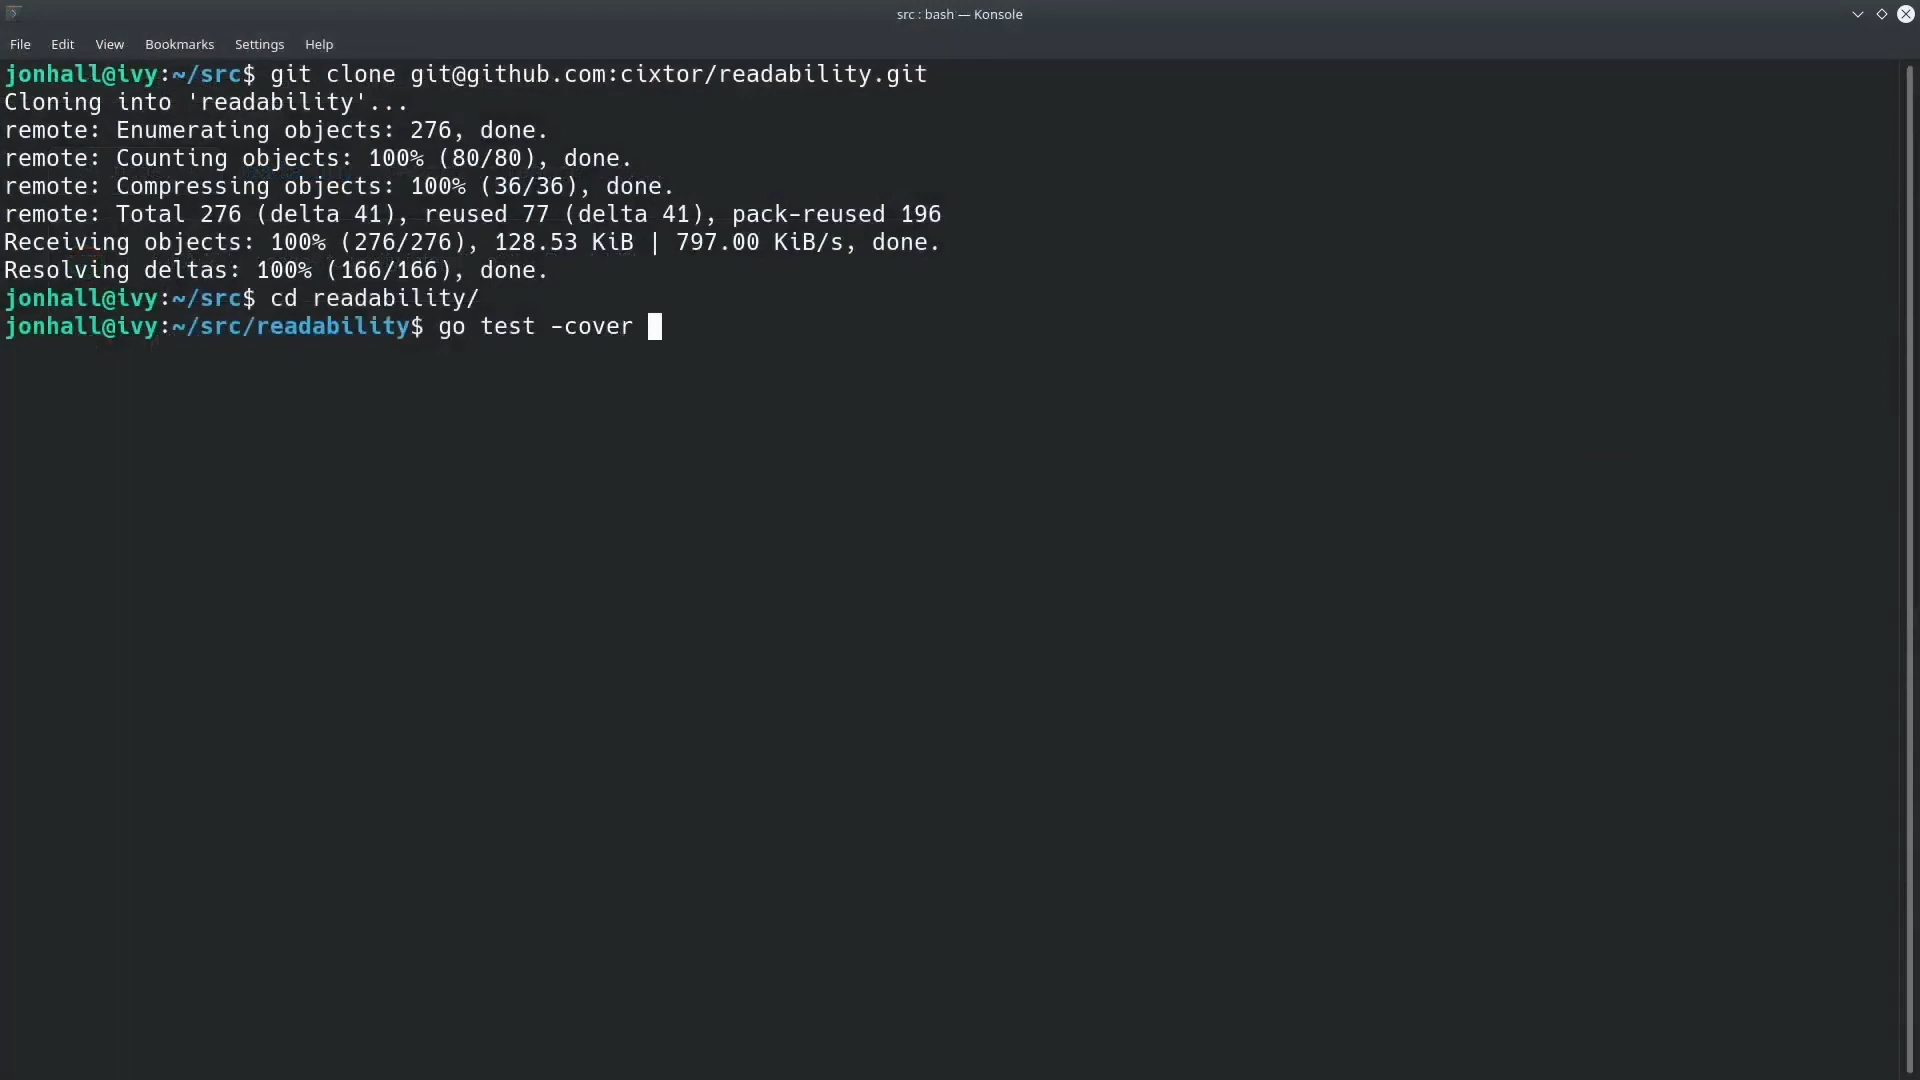 src : bash — Konsole
File Edit View Bookmarks Settings Help
jonhall@ivy:~/src$ git clone git@github.com:cixtor/readability.git
Cloning into 'readability'...
remote: Enumerating objects: 276, done.
remote: Counting objects: 100% (80/80), done.
remote: Compressing objects: 100% (36/36), done.
remote: Total 276 (delta 41), reused 77 (delta 41), pack-reused 196
Receiving objects: 100% (276/276), 128.53 KiB | 797.00 KiB/s, done.
Resolving deltas: 100% (166/166), done.
jonhall@ivy:~/src$ cd readability/
jonhall@ivy:~/src/readability$ go test -cover